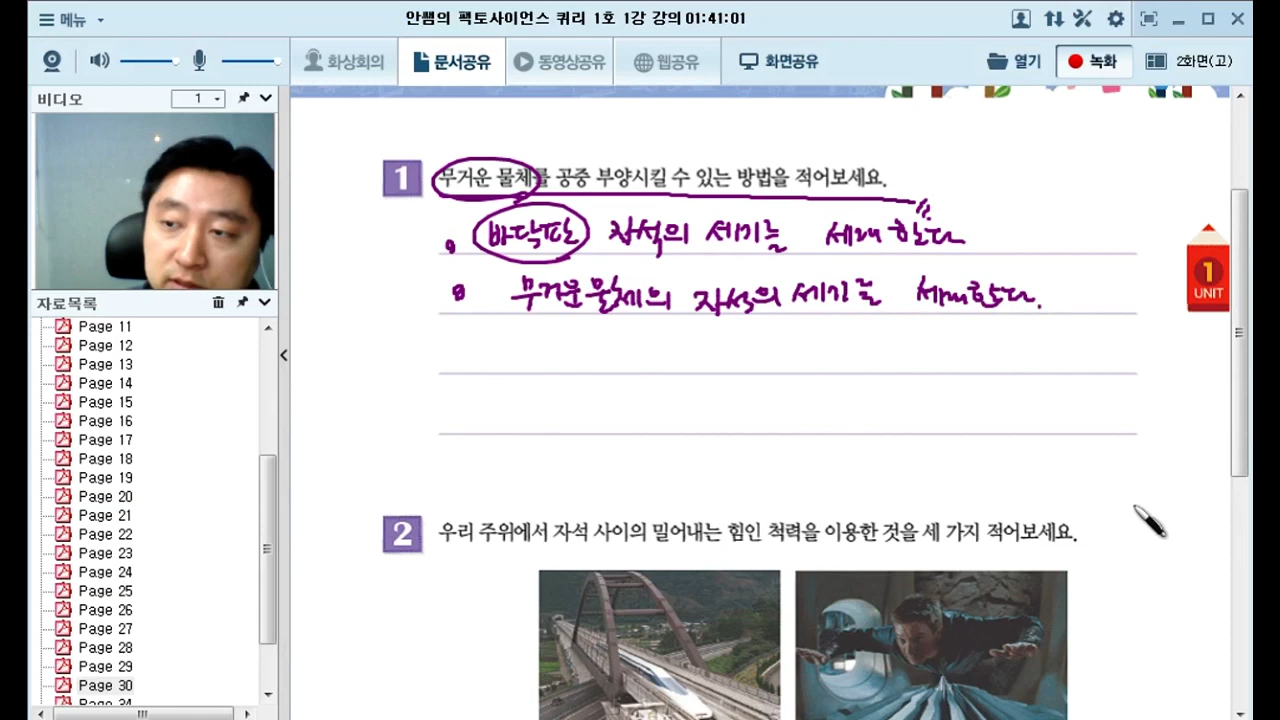 메뉴
안쌤의 팩토사이언스 쿼리 1호 1강 강의 01:41:01
화상회의
문서공유
동영상공유
웹공유
화면공유
열기
녹화
2화면(고)
비디오
1
자료목록
Page 11
Page 12
Page 13
Page 14
Page 15
Page 16
Page 17
Page 18
Page 19
Page 20
Page 21
Page 22
Page 23
Page 24
Page 25
Page 26
Page 27
Page 28
Page 29
Page 30
1 무거운 물체를 공중 부양시킬 수 있는 방법을 적어보세요.
바닥판 자석의 세기를 세게 한다
무거운 물체의 자석의 세기를 세게 한다.
1
UNIT
2 우리 주위에서 자석 사이의 밀어내는 힘인 척력을 이용한 것을 세 가지 적어보세요.